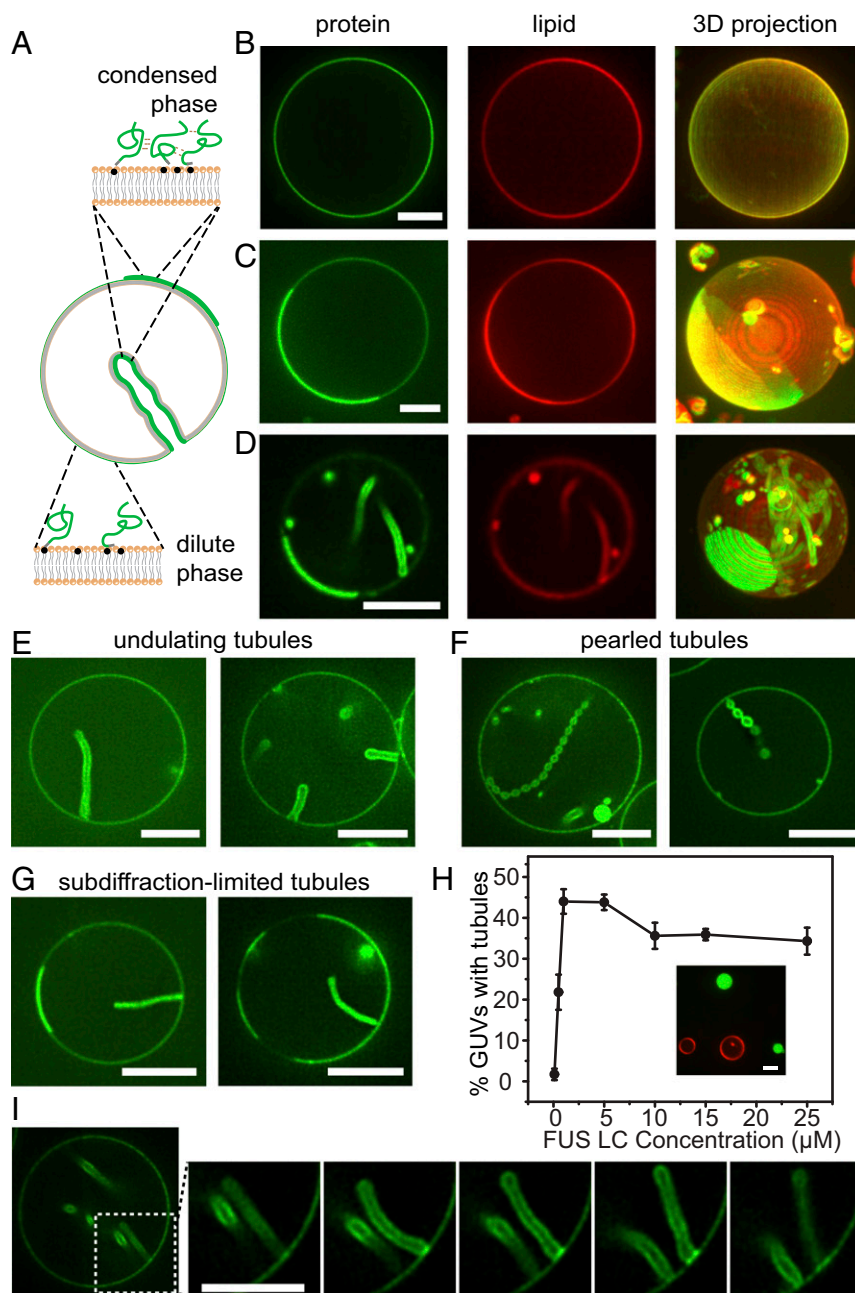 A
condensed
phase
dilute
phase
protein
lipid
3D projection
B
C
D
E
undulating tubules
F
pearled tubules
G
subdiffraction-limited tubules
H
% GUVs with tubules
50
40
30
20
10
0
0
5
10
15
20
25
FUS LC Concentration (µM)
I